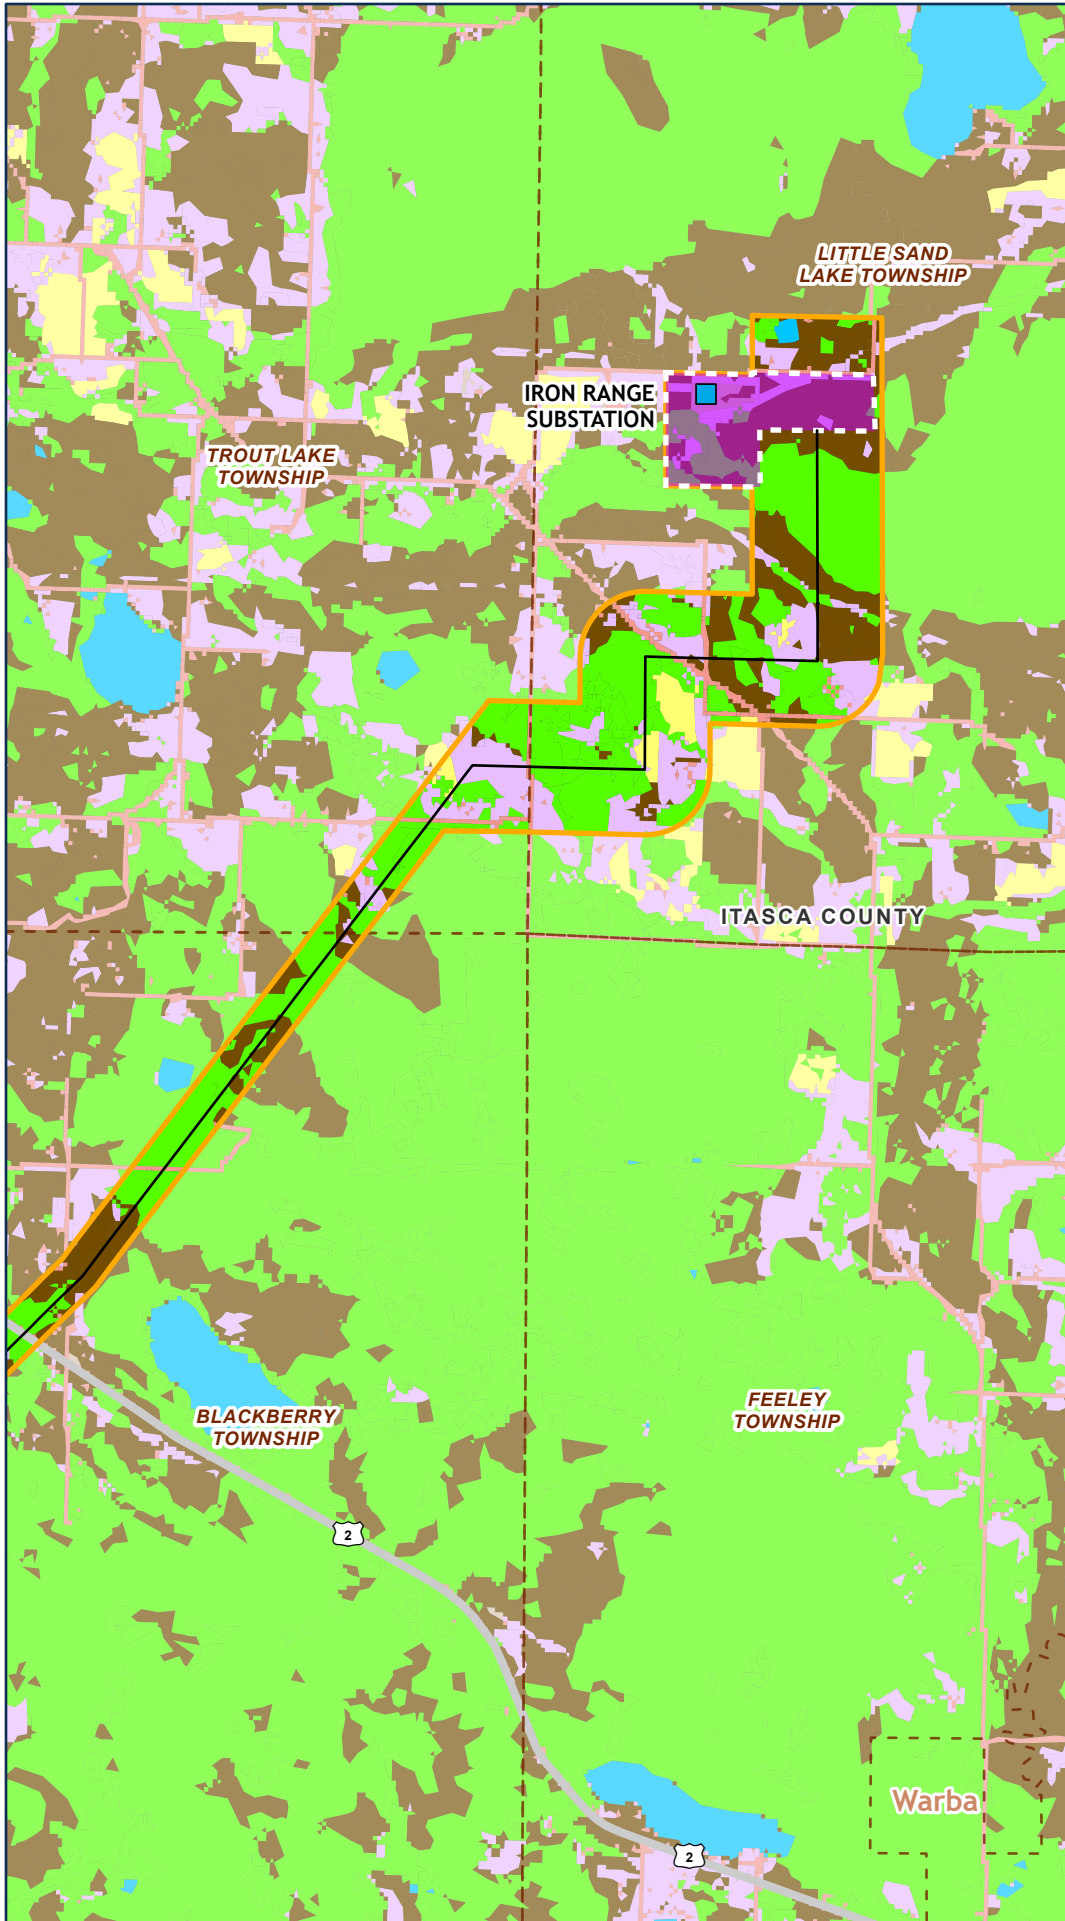 LITTLE SAND
LAKE TOWNSHIP
IRON RANGE
SUBSTATION
TROUT LAKE
TOWNSHIP
ITASCA COUNTY
BLACKBERRY
TOWNSHIP
FEELEY
TOWNSHIP
2
Warba
2